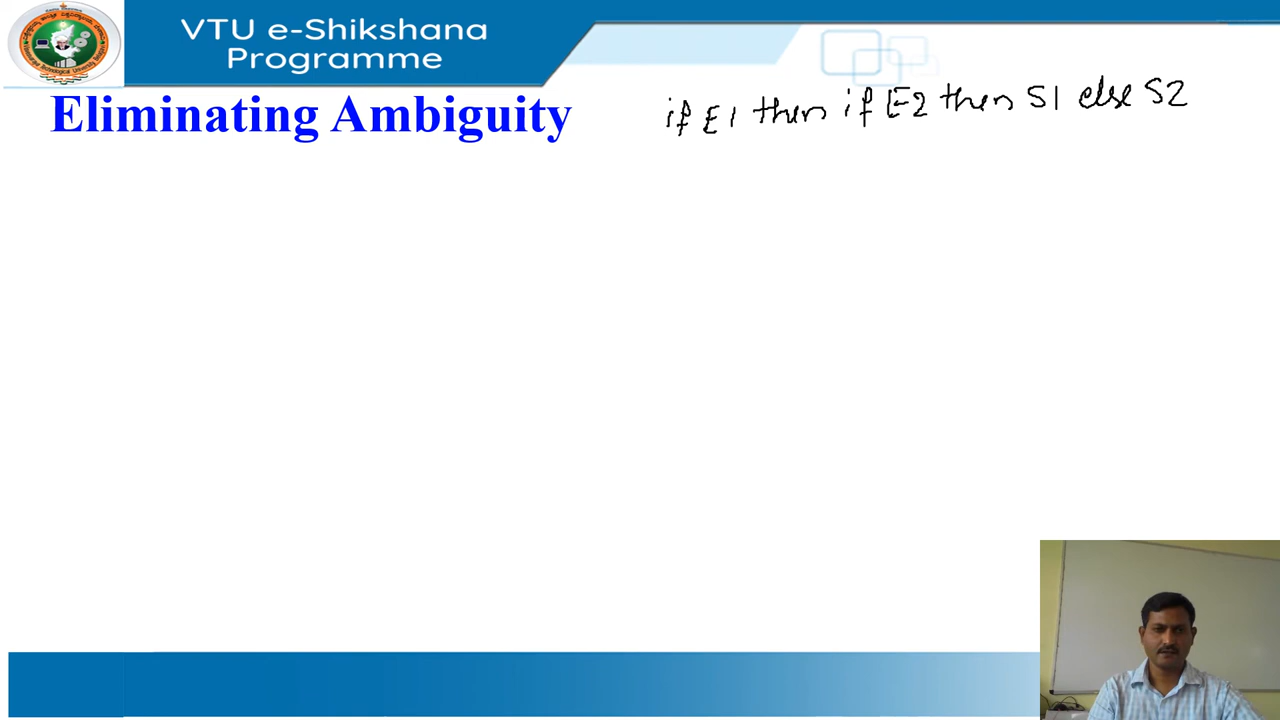 VTU e-Shikshana
Programme
Eliminating Ambiguity
if E1 then if E2 then S1 else S2